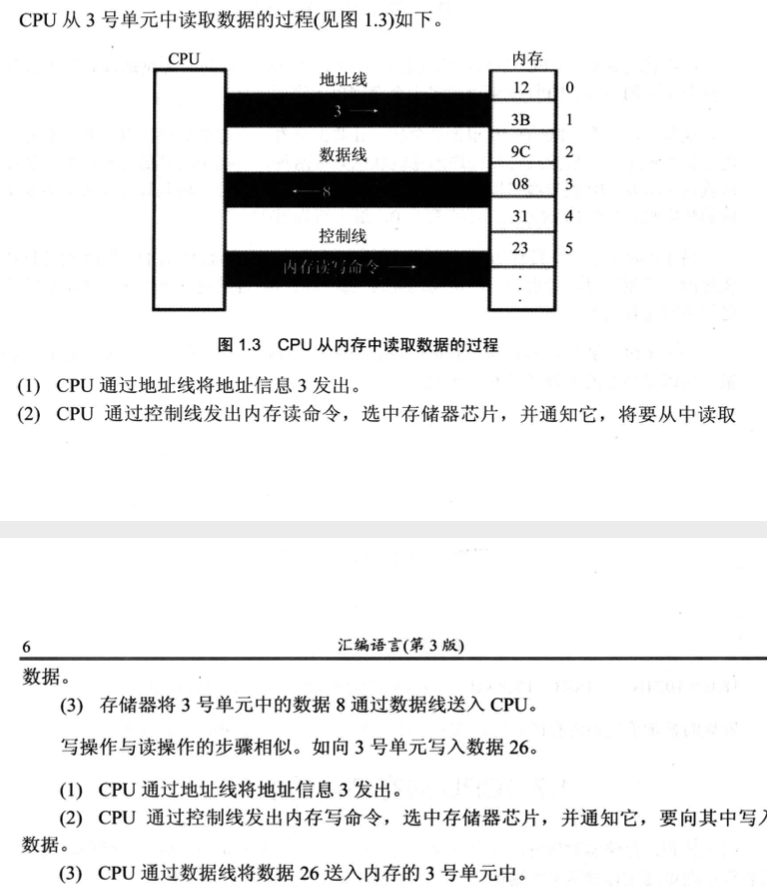 CPU 从 3 号单元中读取数据的过程(见图 1.3)如下。
CPU
内存
地址线
3 →
数据线
← 8
控制线
内存读写命令 →
12 0
3B 1
9C 2
08 3
31 4
23 5
图 1.3 CPU 从内存中读取数据的过程
(1) CPU 通过地址线将地址信息 3 发出。
(2) CPU 通过控制线发出内存读命令，选中存储器芯片，并通知它，将要从中读取
6 汇编语言(第 3 版)
数据。
(3) 存储器将 3 号单元中的数据 8 通过数据线送入 CPU。
写操作与读操作的步骤相似。如向 3 号单元写入数据 26。
(1) CPU 通过地址线将地址信息 3 发出。
(2) CPU 通过控制线发出内存写命令，选中存储器芯片，并通知它，要向其中写入
数据。
(3) CPU 通过数据线将数据 26 送入内存的 3 号单元中。